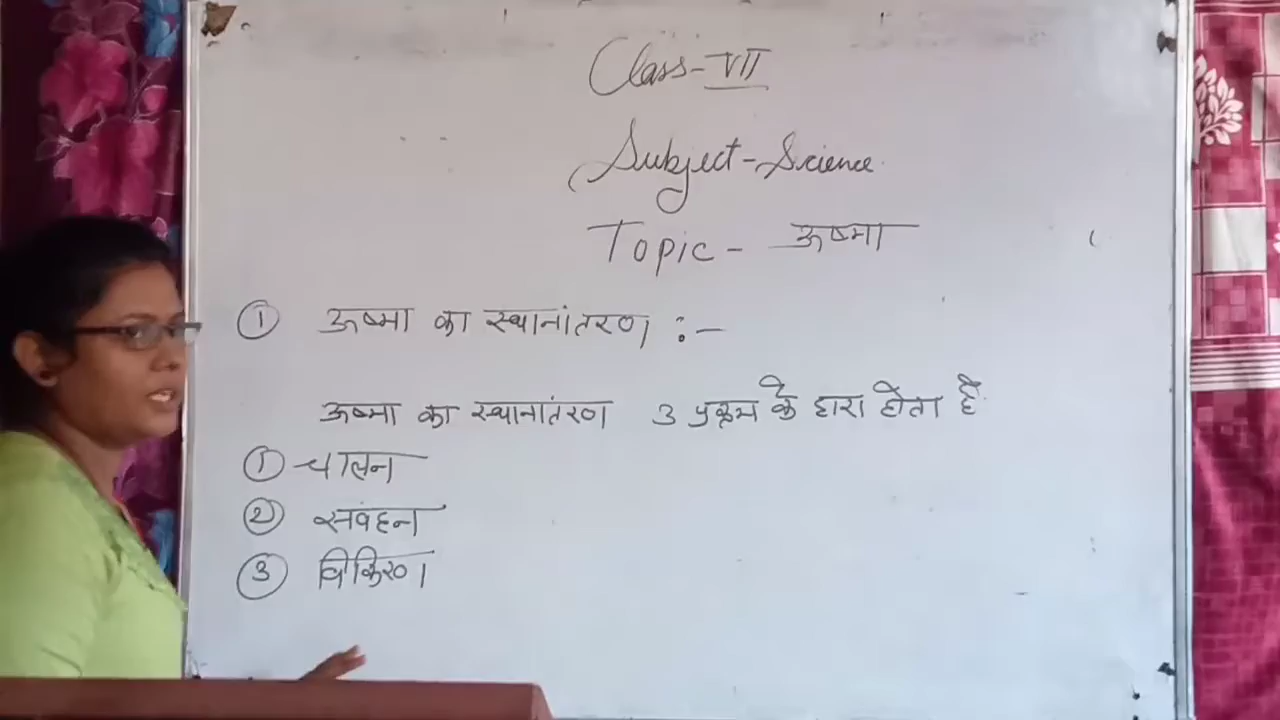 Class-VII
Subject-Science
Topic- ऊष्मा
① ऊष्मा का स्थानांतरण :-
ऊष्मा का स्थानांतरण 3 प्रक्रम के द्वारा होता है
① चालन
② संवहन
③ विकिरण